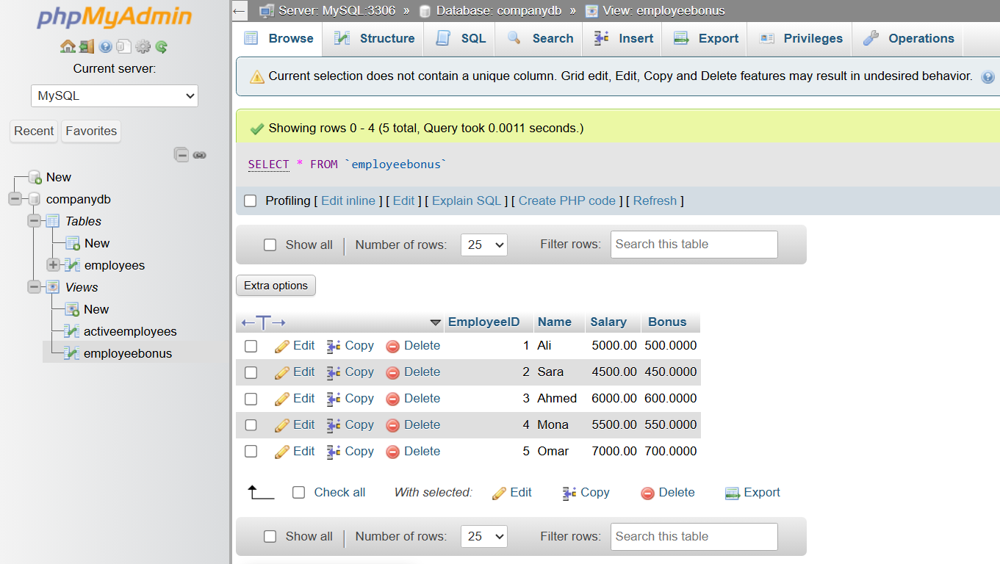 phpMyAdmin
Current server:
MySQL
Recent Favorites
New
companydb
Tables
New
employees
Views
New
activeemployees
employeebonus
Server: MySQL:3306 » Database: companydb » View: employeebonus
Browse Structure SQL Search Insert Export Privileges Operations
Current selection does not contain a unique column. Grid edit, Edit, Copy and Delete features may result in undesired behavior.
Showing rows 0 - 4 (5 total, Query took 0.0011 seconds.)
SELECT * FROM `employeebonus`
Profiling [ Edit inline ] [ Edit ] [ Explain SQL ] [ Create PHP code ] [ Refresh ]
Show all | Number of rows: 25 Filter rows: Search this table
Extra options
←T→ EmployeeID Name Salary Bonus
Edit Copy Delete 1 Ali 5000.00 500.0000
Edit Copy Delete 2 Sara 4500.00 450.0000
Edit Copy Delete 3 Ahmed 6000.00 600.0000
Edit Copy Delete 4 Mona 5500.00 550.0000
Edit Copy Delete 5 Omar 7000.00 700.0000
Check all With selected: Edit Copy Delete Export
Show all | Number of rows: 25 Filter rows: Search this table